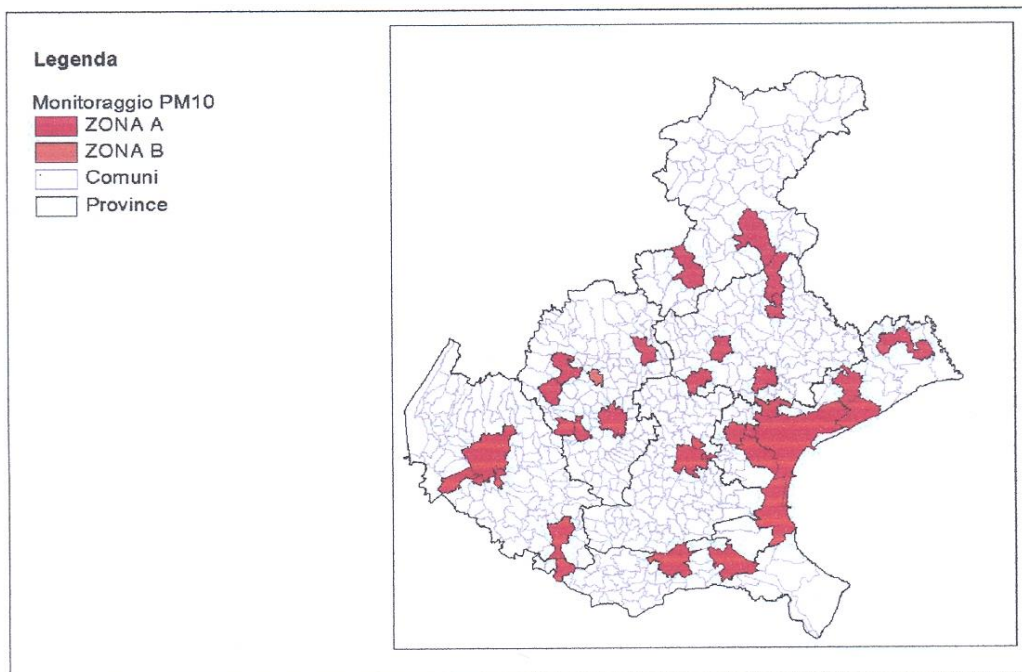 Legenda
Monitoraggio PM10
ZONA A
ZONA B
Comuni
Province